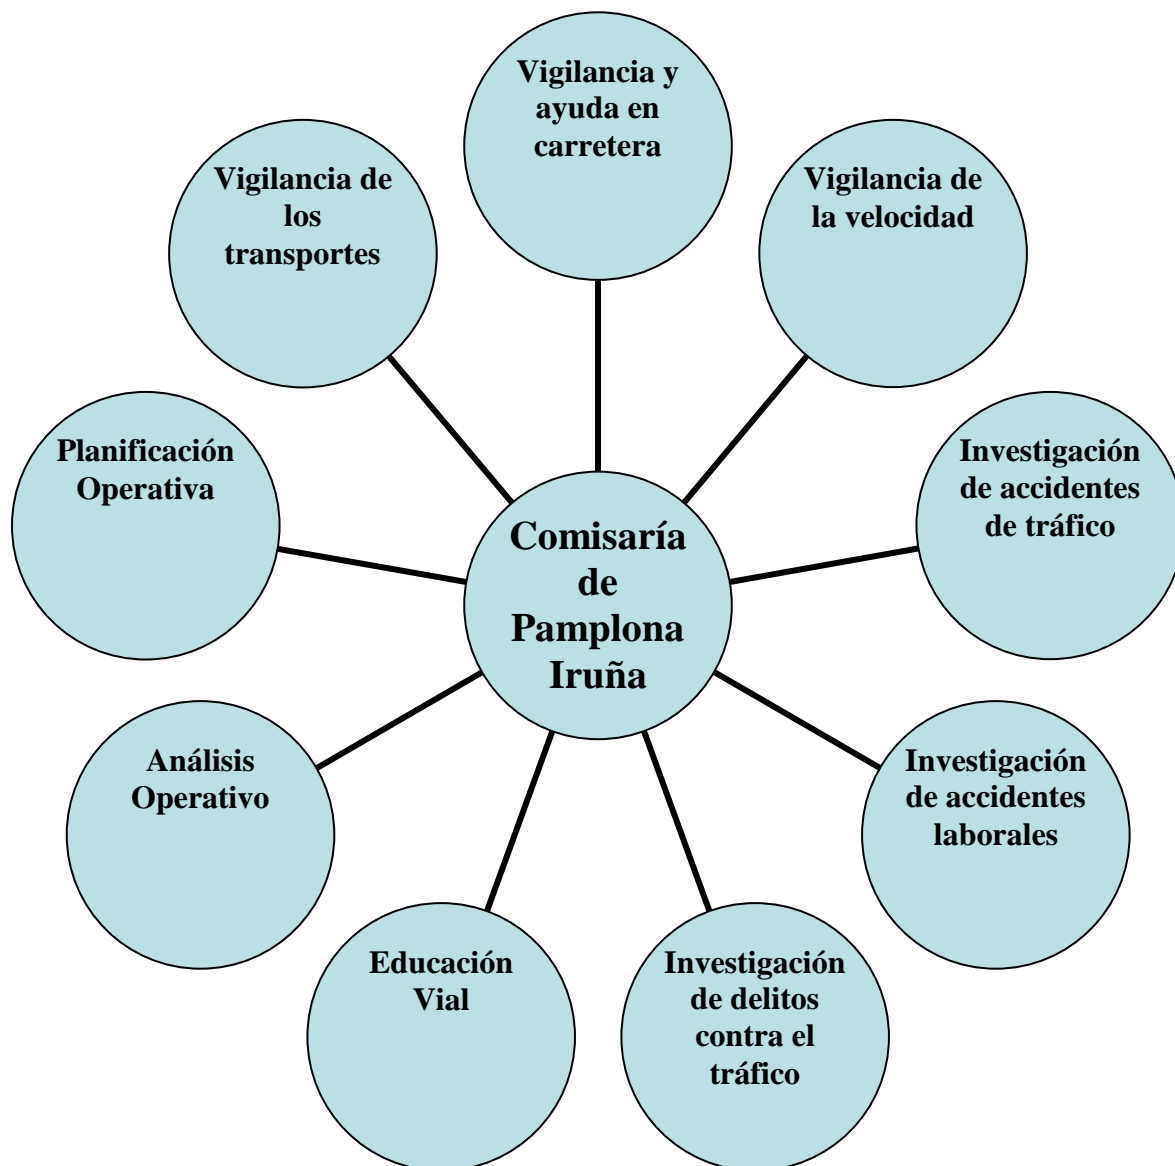 Vigilancia y
ayuda en
carretera
Vigilancia de
la velocidad
Investigación
de accidentes
de tráfico
Investigación
de accidentes
laborales
Investigación
de delitos
contra el
tráfico
Educación
Vial
Análisis
Operativo
Planificación
Operativa
Vigilancia de
los
transportes
Comisaría
de
Pamplona
Iruña